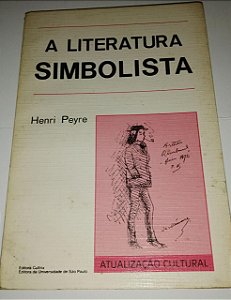 A LITERATURA
SIMBOLISTA
Henri Peyre
ATUALIZAÇÃO CULTURAL
Editora Cultrix
Editora da Universidade de São Paulo